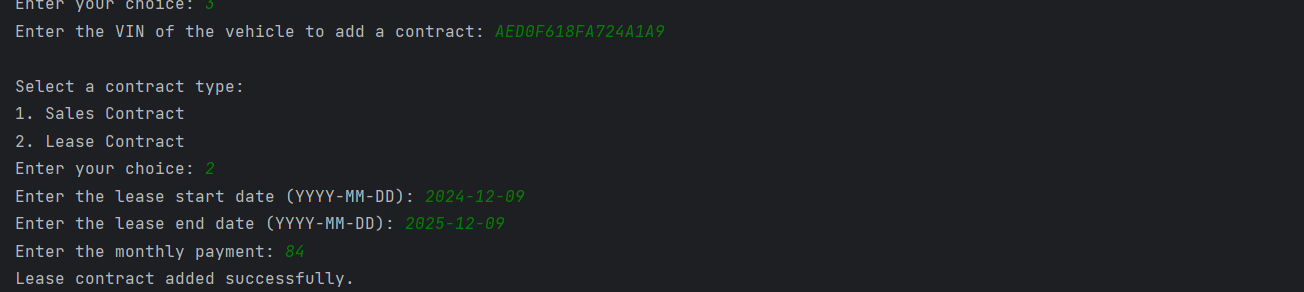 Enter your choice: 3
Enter the VIN of the vehicle to add a contract: AED0F618FA724A1A9
Select a contract type:
1. Sales Contract
2. Lease Contract
Enter your choice: 2
Enter the lease start date (YYYY-MM-DD): 2024-12-09
Enter the lease end date (YYYY-MM-DD): 2025-12-09
Enter the monthly payment: 84
Lease contract added successfully.